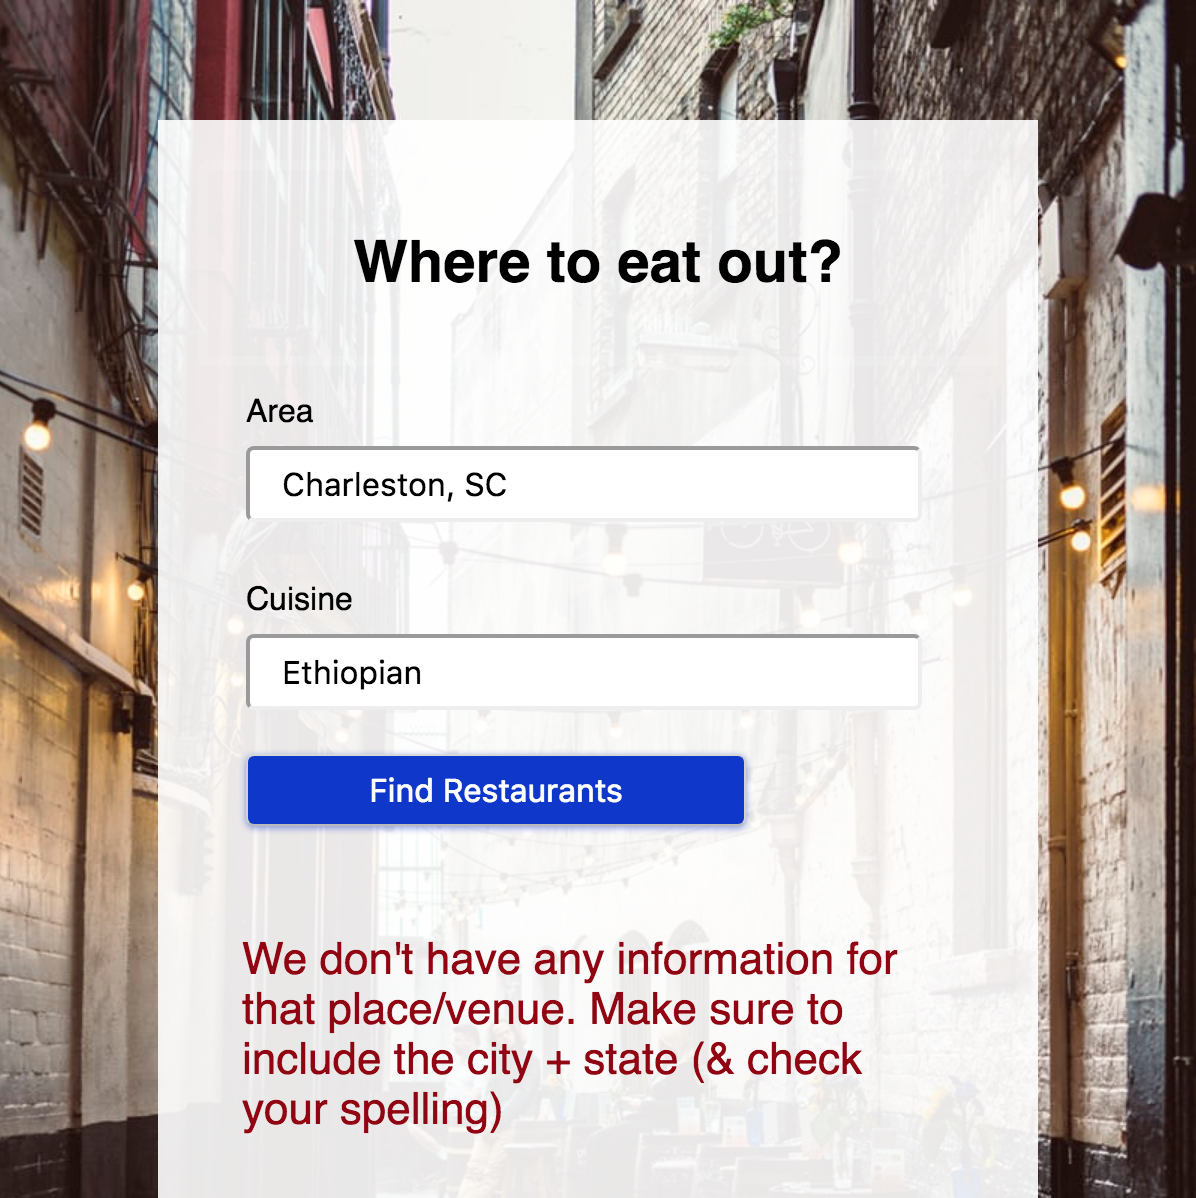 Where to eat out?
Area
Charleston, SC
Cuisine
Ethiopian
Find Restaurants
We don't have any information for
that place/venue. Make sure to
include the city + state (& check
your spelling)